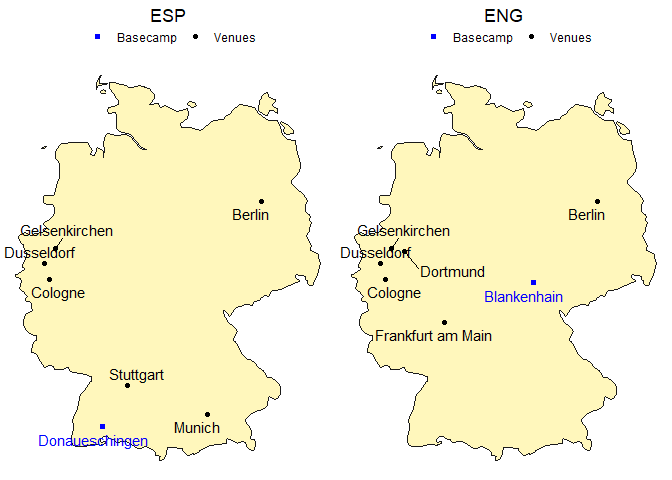 ESP
Basecamp Venues
Berlin
Gelsenkirchen
Dusseldorf
Cologne
Stuttgart
Munich
Donaueschingen
ENG
Basecamp Venues
Berlin
Gelsenkirchen
Dusseldorf
Dortmund
Cologne
Blankenhain
Frankfurt am Main